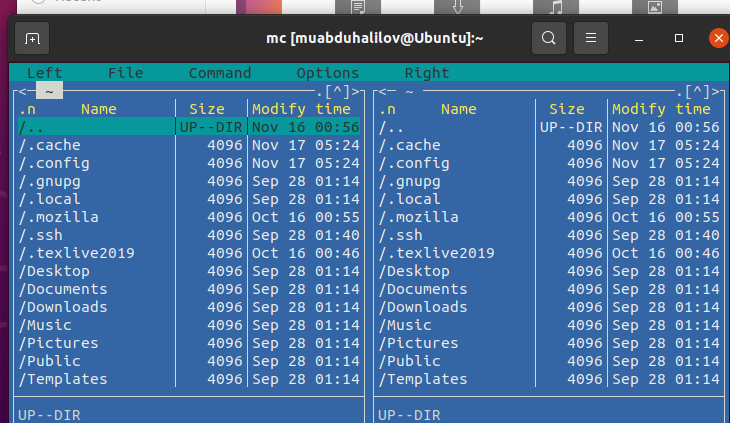 Recent
mc [muabduhalilov@Ubuntu]:~
Left File Command Options Right
<─ ~ ─.[^]> <─ ~ ─.[^]>
.n Name Size Modify time .n Name Size Modify time
/.. UP--DIR Nov 16 00:56 /.. UP--DIR Nov 16 00:56
/.cache 4096 Nov 17 05:24 /.cache 4096 Nov 17 05:24
/.config 4096 Nov 17 05:24 /.config 4096 Nov 17 05:24
/.gnupg 4096 Sep 28 01:14 /.gnupg 4096 Sep 28 01:14
/.local 4096 Sep 28 01:14 /.local 4096 Sep 28 01:14
/.mozilla 4096 Oct 16 00:55 /.mozilla 4096 Oct 16 00:55
/.ssh 4096 Sep 28 01:40 /.ssh 4096 Sep 28 01:40
/.texlive2019 4096 Oct 16 00:46 /.texlive2019 4096 Oct 16 00:46
/Desktop 4096 Sep 28 01:14 /Desktop 4096 Sep 28 01:14
/Documents 4096 Sep 28 01:14 /Documents 4096 Sep 28 01:14
/Downloads 4096 Sep 28 01:14 /Downloads 4096 Sep 28 01:14
/Music 4096 Sep 28 01:14 /Music 4096 Sep 28 01:14
/Pictures 4096 Sep 28 01:14 /Pictures 4096 Sep 28 01:14
/Public 4096 Sep 28 01:14 /Public 4096 Sep 28 01:14
/Templates 4096 Sep 28 01:14 /Templates 4096 Sep 28 01:14
UP--DIR UP--DIR